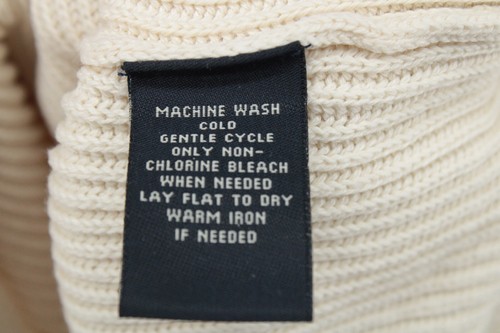 MACHINE WASH
COLD
GENTLE CYCLE
ONLY NON-
CHLORINE BLEACH
WHEN NEEDED
LAY FLAT TO DRY
WARM IRON
IF NEEDED